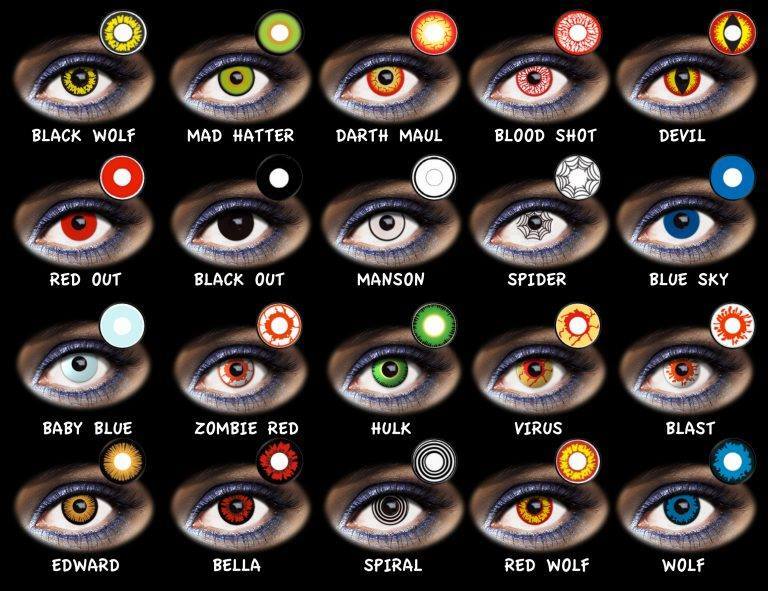 BLACK WOLF
MAD HATTER
DARTH MAUL
BLOOD SHOT
DEVIL
RED OUT
BLACK OUT
MANSON
SPIDER
BLUE SKY
BABY BLUE
ZOMBIE RED
HULK
VIRUS
BLAST
EDWARD
BELLA
SPIRAL
RED WOLF
WOLF